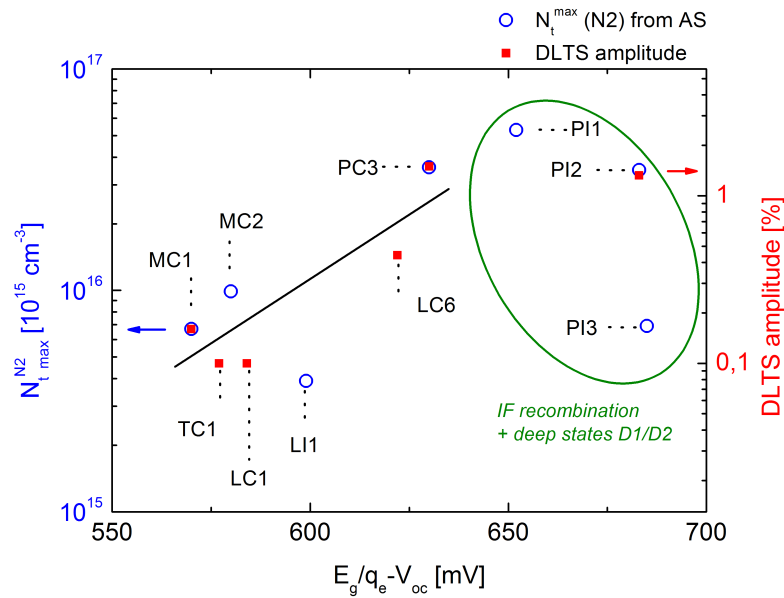 N_t^max (N2) from AS
DLTS amplitude
10^17
10^16
10^15
N_t max^N2 [10^15 cm^-3]
PI1
PC3
PI2
MC2
MC1
LC6
PI3
TC1
LC1
LI1
IF recombination
+ deep states D1/D2
1
0,1
DLTS amplitude [%]
550
600
650
700
E_g/q_e-V_oc [mV]